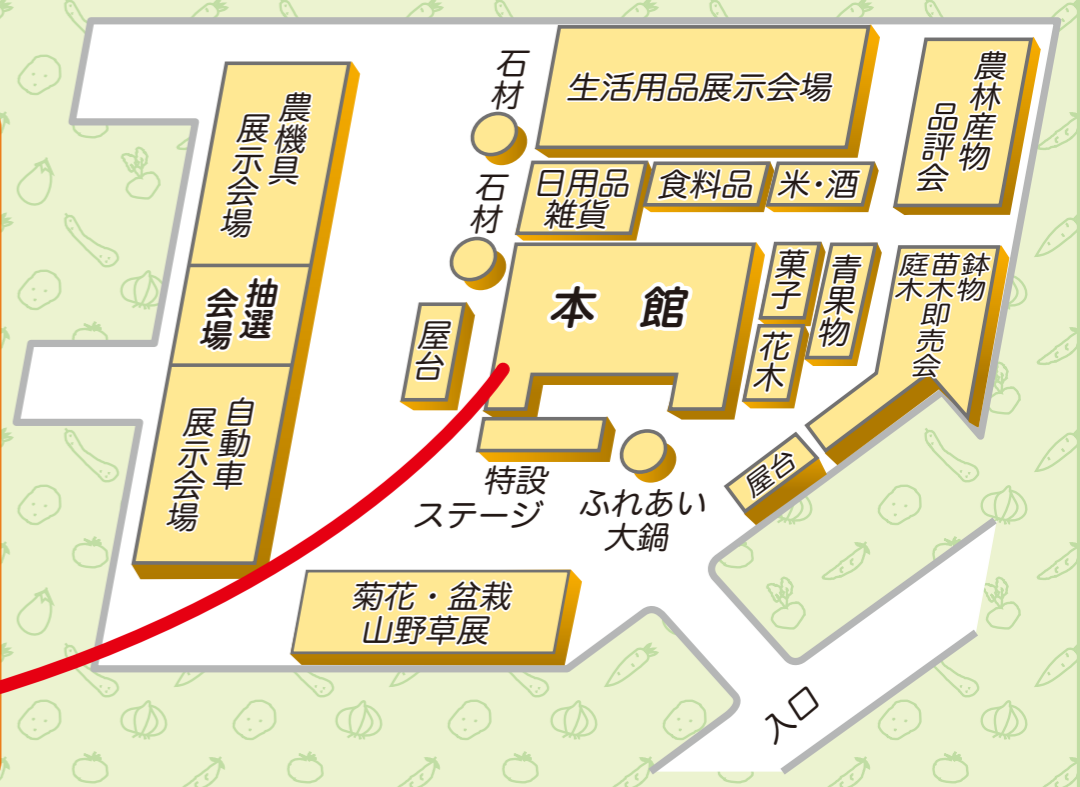 石材
生活用品展示会場
農林産物
品評会
農機具
展示会場
石材
日用品
雑貨
食料品
米・酒
本館
菓子
青果物
鉢物
苗木即売会
庭木
抽選
会場
屋台
花木
自動車
展示会場
特設
ステージ
ふれあい
大鍋
屋台
菊花・盆栽
山野草展
入口